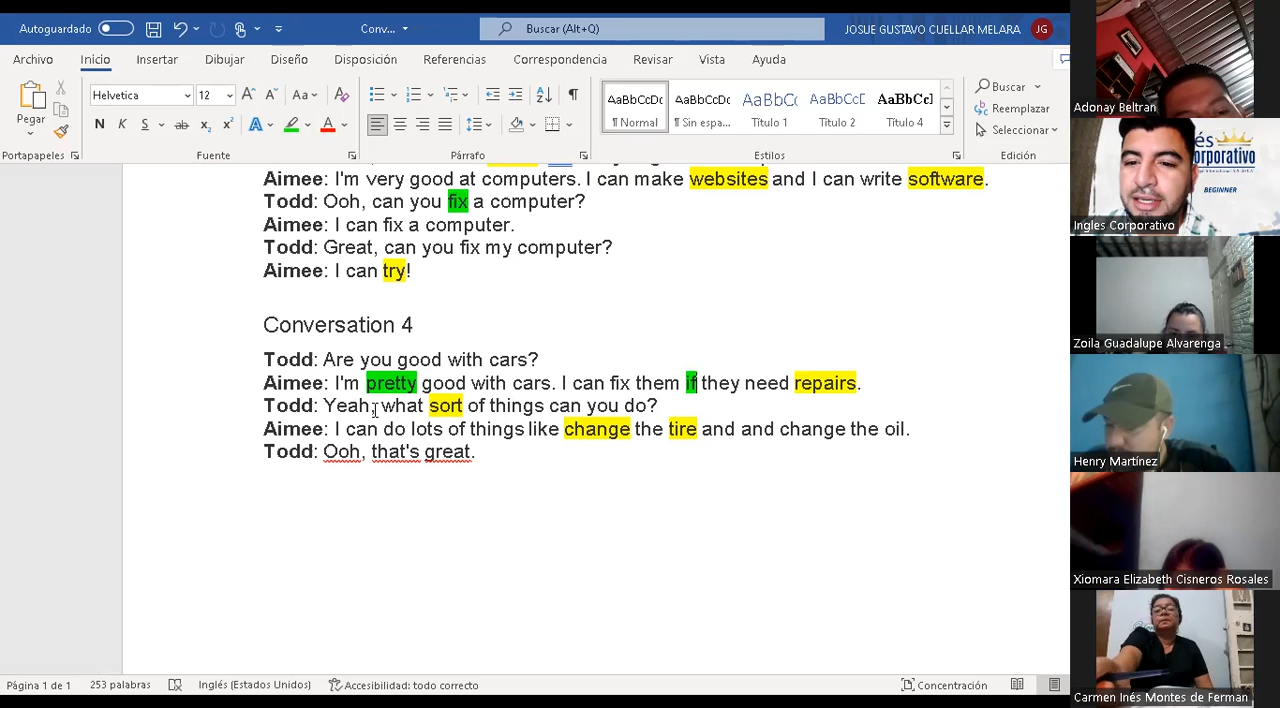 Autoguardado
Conv...
Buscar (Alt+Q)
JOSUE GUSTAVO CUELLAR MELARA
JG
Archivo
Inicio
Insertar
Dibujar
Diseño
Disposición
Referencias
Correspondencia
Revisar
Vista
Ayuda
Pegar
Portapapeles
Helvetica
12
Fuente
Párrafo
AaBbCcDc
¶ Normal
AaBbCcDc
¶ Sin espa...
AaBbCc
Título 1
AaBbCcD
Título 2
AaBbCcI
Título 4
Estilos
Buscar
Reemplazar
Seleccionar
Edición
Aimee: I'm very good at computers. I can make websites and I can write software.
Todd: Ooh, can you fix a computer?
Aimee: I can fix a computer.
Todd: Great, can you fix my computer?
Aimee: I can try!
Conversation 4
Todd: Are you good with cars?
Aimee: I'm pretty good with cars. I can fix them if they need repairs.
Todd: Yeah, what sort of things can you do?
Aimee: I can do lots of things like change the tire and and change the oil.
Todd: Ooh, that's great.
Página 1 de 1
253 palabras
Inglés (Estados Unidos)
Accesibilidad: todo correcto
Concentración
Adonay Beltran
BEGINNER
Ingles Corporativo
Zoila Guadalupe Alvarenga
Henry Martínez
Xiomara Elizabeth Cisneros Rosales
Carmen Inés Montes de Ferman